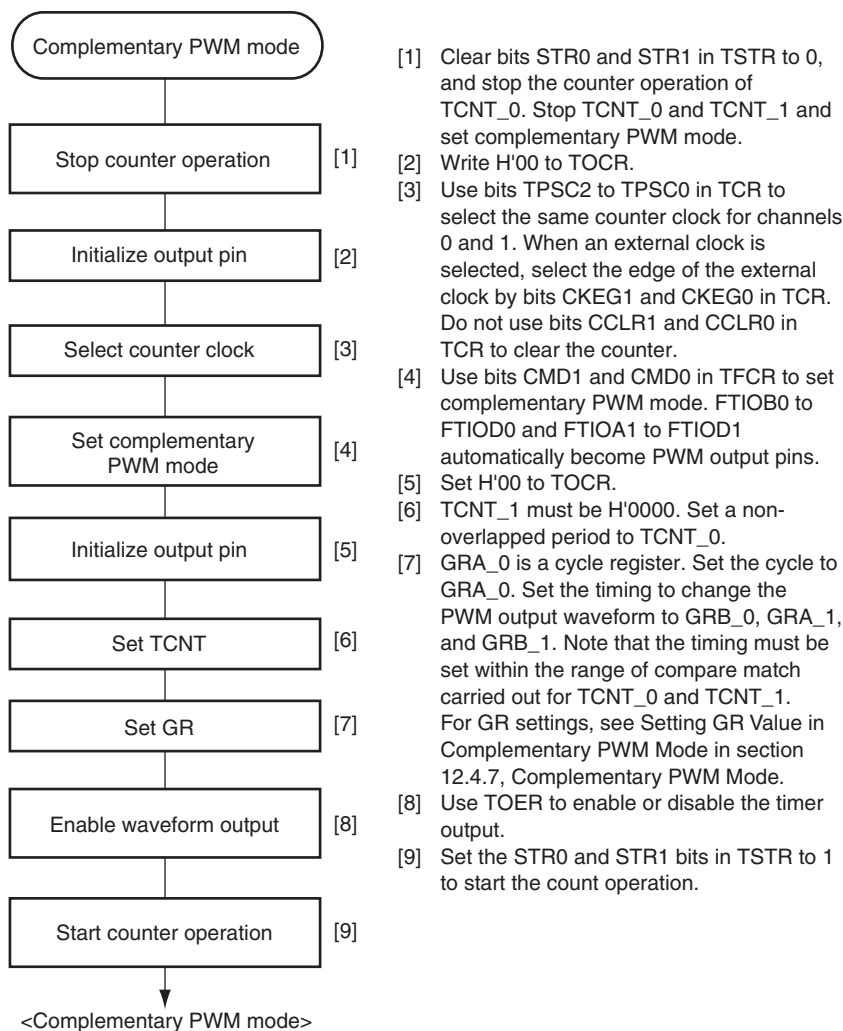 Complementary PWM mode
Stop counter operation [1]
Initialize output pin [2]
Select counter clock [3]
Set complementary
PWM mode [4]
Initialize output pin [5]
Set TCNT [6]
Set GR [7]
Enable waveform output [8]
Start counter operation [9]
<Complementary PWM mode>
[1] Clear bits STR0 and STR1 in TSTR to 0,
and stop the counter operation of
TCNT_0. Stop TCNT_0 and TCNT_1 and
set complementary PWM mode.
[2] Write H'00 to TOCR.
[3] Use bits TPSC2 to TPSC0 in TCR to
select the same counter clock for channels
0 and 1. When an external clock is
selected, select the edge of the external
clock by bits CKEG1 and CKEG0 in TCR.
Do not use bits CCLR1 and CCLR0 in
TCR to clear the counter.
[4] Use bits CMD1 and CMD0 in TFCR to set
complementary PWM mode. FTIOB0 to
FTIOD0 and FTIOA1 to FTIOD1
automatically become PWM output pins.
[5] Set H'00 to TOCR.
[6] TCNT_1 must be H'0000. Set a non-
overlapped period to TCNT_0.
[7] GRA_0 is a cycle register. Set the cycle to
GRA_0. Set the timing to change the
PWM output waveform to GRB_0, GRA_1,
and GRB_1. Note that the timing must be
set within the range of compare match
carried out for TCNT_0 and TCNT_1.
For GR settings, see Setting GR Value in
Complementary PWM Mode in section
12.4.7, Complementary PWM Mode.
[8] Use TOER to enable or disable the timer
output.
[9] Set the STR0 and STR1 bits in TSTR to 1
to start the count operation.